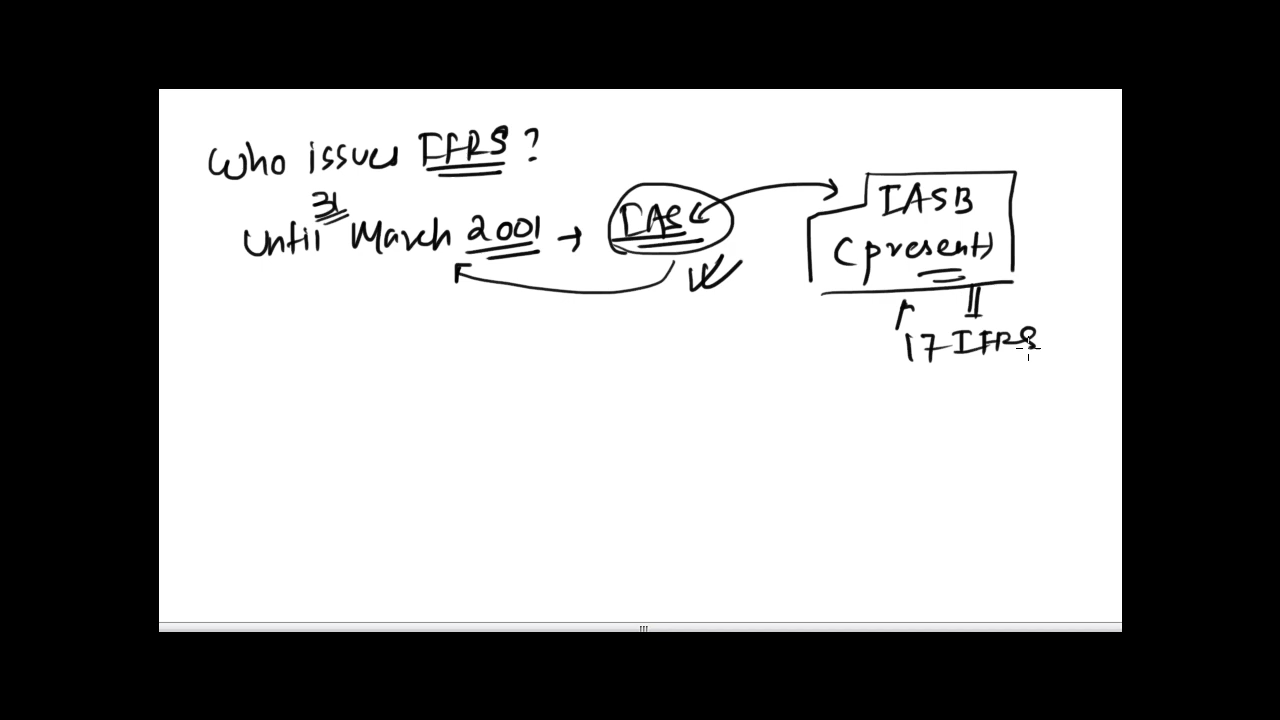 Who issues IFRS ?
31
Until March 2001 → IASC
IASB
(present)
17 IFRS